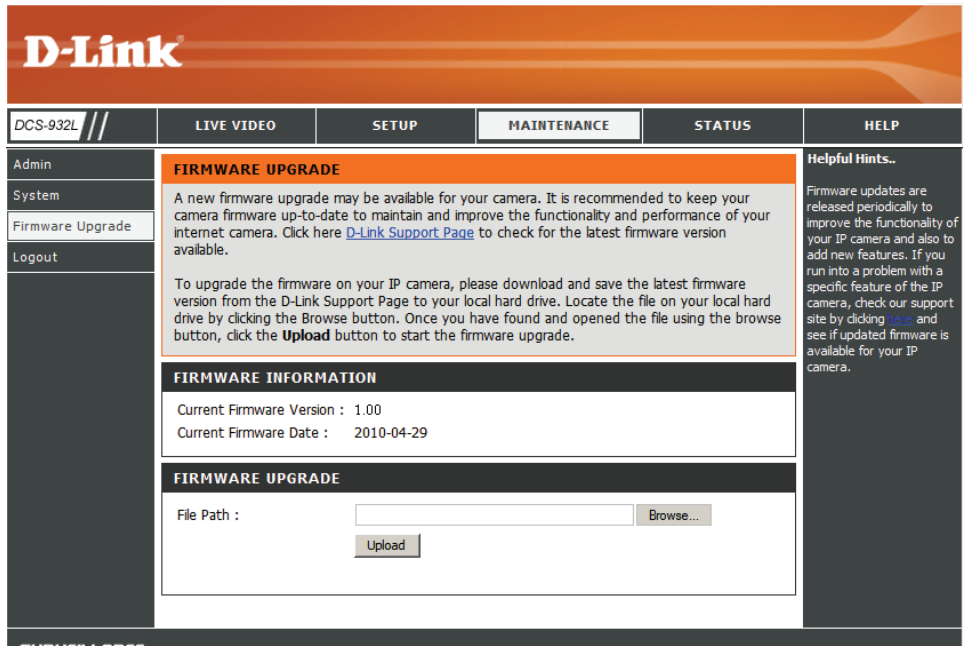 D-Link®
DCS-932L
LIVE VIDEO
SETUP
MAINTENANCE
STATUS
HELP
Admin
System
Firmware Upgrade
Logout
FIRMWARE UPGRADE
A new firmware upgrade may be available for your camera. It is recommended to keep your
camera firmware up-to-date to maintain and improve the functionality and performance of your
internet camera. Click here D-Link Support Page to check for the latest firmware version
available.
To upgrade the firmware on your IP camera, please download and save the latest firmware
version from the D-Link Support Page to your local hard drive. Locate the file on your local hard
drive by clicking the Browse button. Once you have found and opened the file using the browse
button, click the Upload button to start the firmware upgrade.
FIRMWARE INFORMATION
Current Firmware Version : 1.00
Current Firmware Date : 2010-04-29
FIRMWARE UPGRADE
File Path :
Browse...
Upload
Helpful Hints..
Firmware updates are
released periodically to
improve the functionality of
your IP camera and also to
add new features. If you
run into a problem with a
specific feature of the IP
camera, check our support
site by clicking here and
see if updated firmware is
available for your IP
camera.